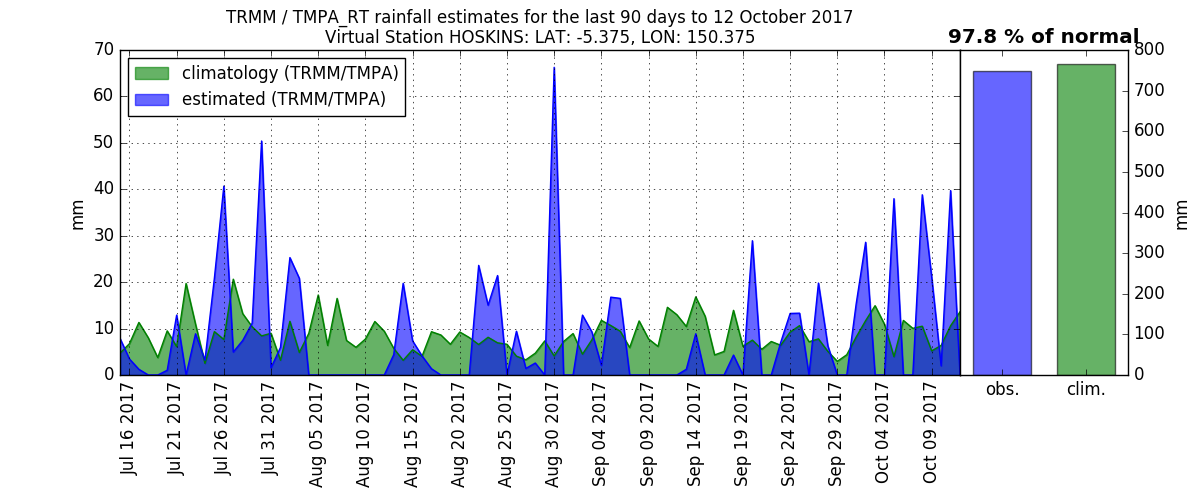 TRMM / TMPA_RT rainfall estimates for the last 90 days to 12 October 2017
Virtual Station HOSKINS: LAT: -5.375, LON: 150.375
97.8 % of normal
climatology (TRMM/TMPA)
estimated (TRMM/TMPA)
70
60
50
40
30
20
10
0
mm
Jul 16 2017
Jul 21 2017
Jul 26 2017
Jul 31 2017
Aug 05 2017
Aug 10 2017
Aug 15 2017
Aug 20 2017
Aug 25 2017
Aug 30 2017
Sep 04 2017
Sep 09 2017
Sep 14 2017
Sep 19 2017
Sep 24 2017
Sep 29 2017
Oct 04 2017
Oct 09 2017
obs.
clim.
800
700
600
500
400
300
200
100
0
mm